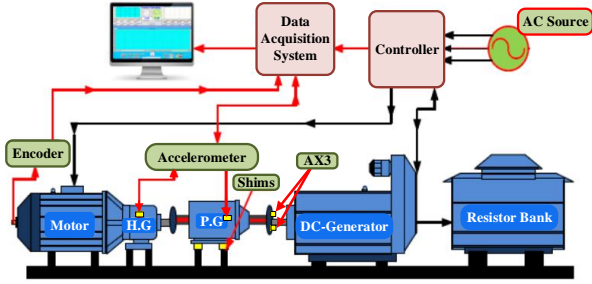 Data
Acquisition
System
Controller
AC Source
Encoder
Accelerometer
Shims
AX3
Motor
H.G
P.G
DC-Generator
Resistor Bank